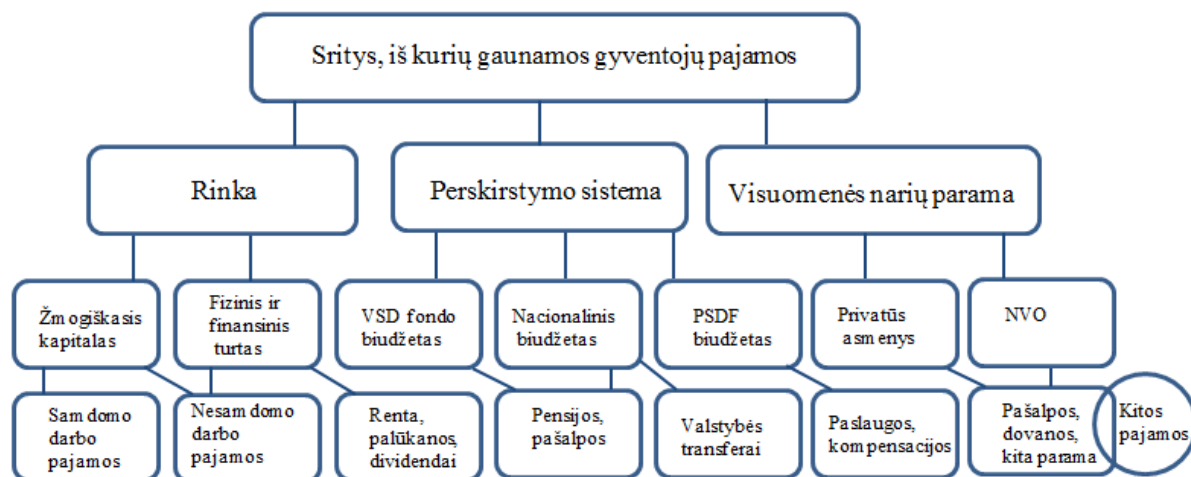 Sritys, iš kurių gaunamos gyventojų pajamos
Rinka
Perskirstymo sistema
Visuomenės narių parama
Žmogiškasis
kapitalas
Fizinis ir
finansinis
turtas
VSD fondo
biudžetas
Nacionalinis
biudžetas
PSDF
biudžetas
Privatūs
asmenys
NVO
Samdomo
darbo
pajamos
Nesamdomo
darbo
pajamos
Renta,
palūkanos,
dividendai
Pensijos,
pašalpos
Valstybės
transferai
Paslaugos,
kompensacijos
Pašalpos,
dovanos,
kita parama
Kitos
pajamos